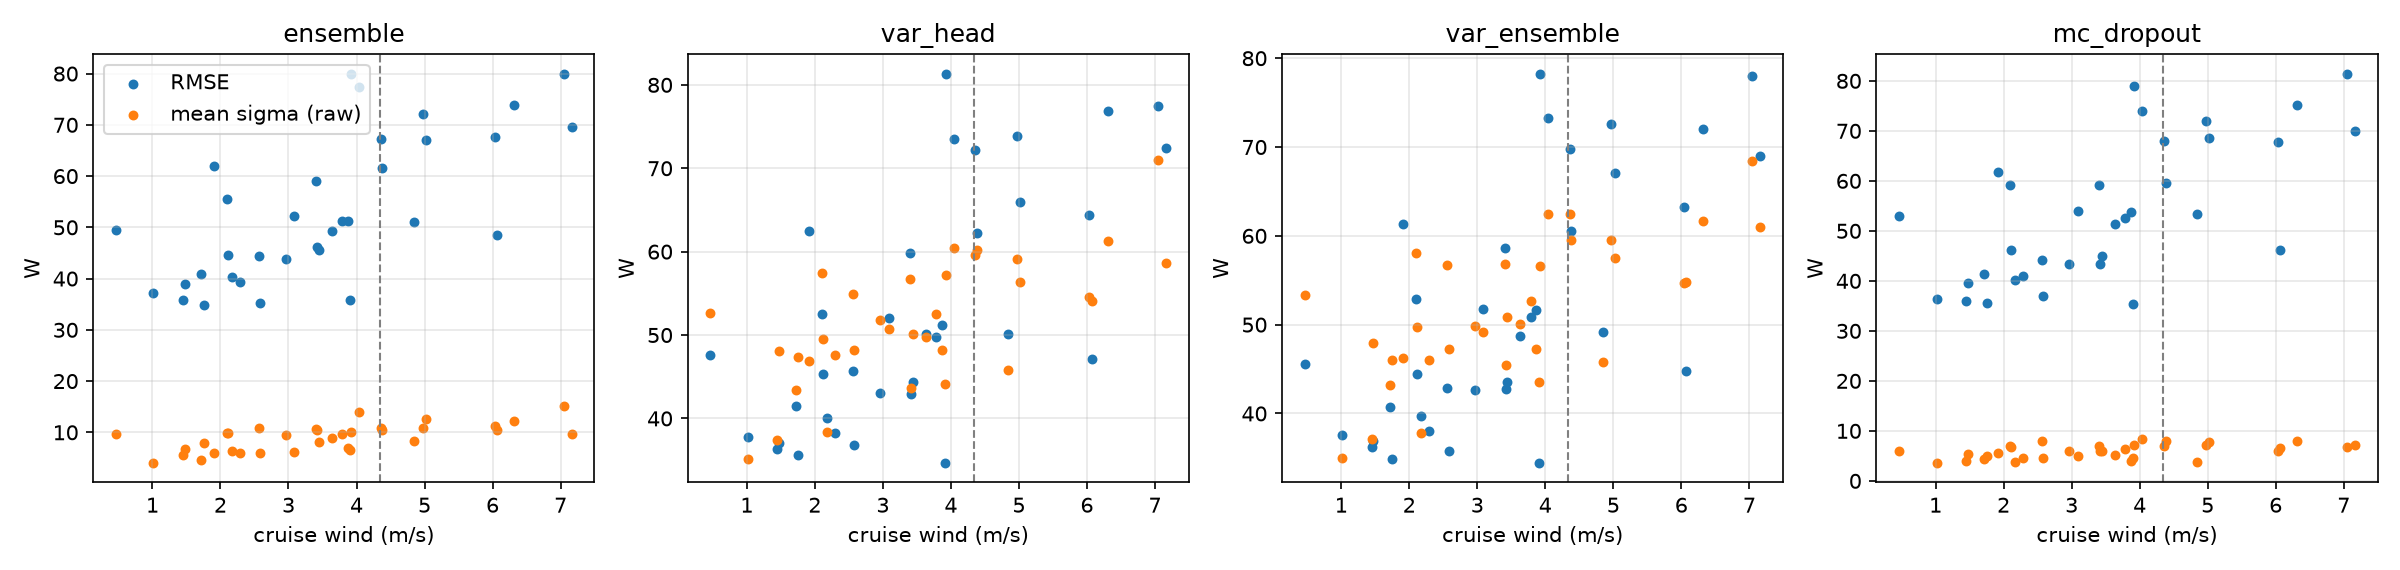 ensemble
W
80
70
60
50
40
30
20
10
RMSE
mean sigma (raw)
1 2 3 4 5 6 7
cruise wind (m/s)
var_head
W
80
70
60
50
40
1 2 3 4 5 6 7
cruise wind (m/s)
var_ensemble
W
80
70
60
50
40
1 2 3 4 5 6 7
cruise wind (m/s)
mc_dropout
W
80
70
60
50
40
30
20
10
0
1 2 3 4 5 6 7
cruise wind (m/s)